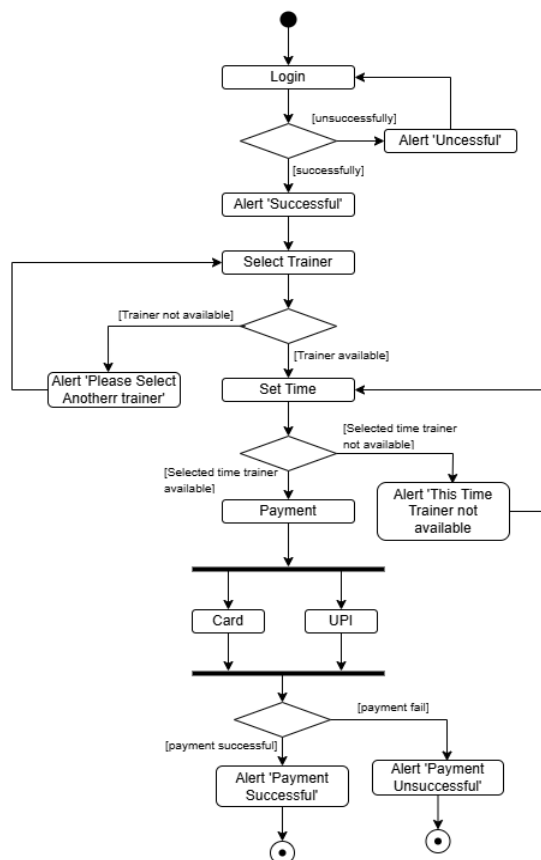 Login
[unsuccessfully]
Alert 'Uncessful'
[successfully]
Alert 'Successful'
Select Trainer
[Trainer not available]
[Trainer available]
Alert 'Please Select
Anotherr trainer'
Set Time
[Selected time trainer
not available]
[Selected time trainer
available]
Alert 'This Time
Trainer not
available
Payment
Card
UPI
[payment fail]
[payment successful]
Alert 'Payment
Successful'
Alert 'Payment
Unsuccessful'